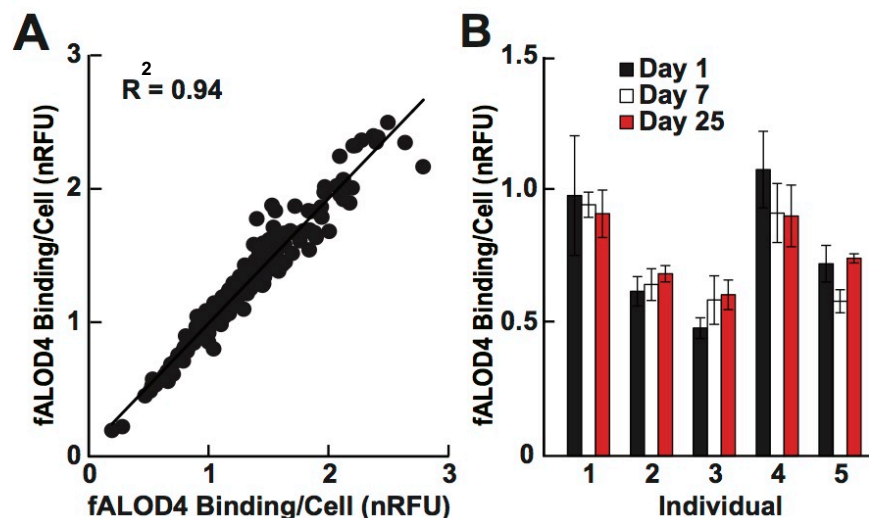 A
3
2
1
0
R² = 0.94
fALOD4 Binding/Cell (nRFU)
0 1 2 3
fALOD4 Binding/Cell (nRFU)
B
1.5
1.0
0.5
0
Day 1
Day 7
Day 25
fALOD4 Binding/Cell (nRFU)
1 2 3 4 5
Individual